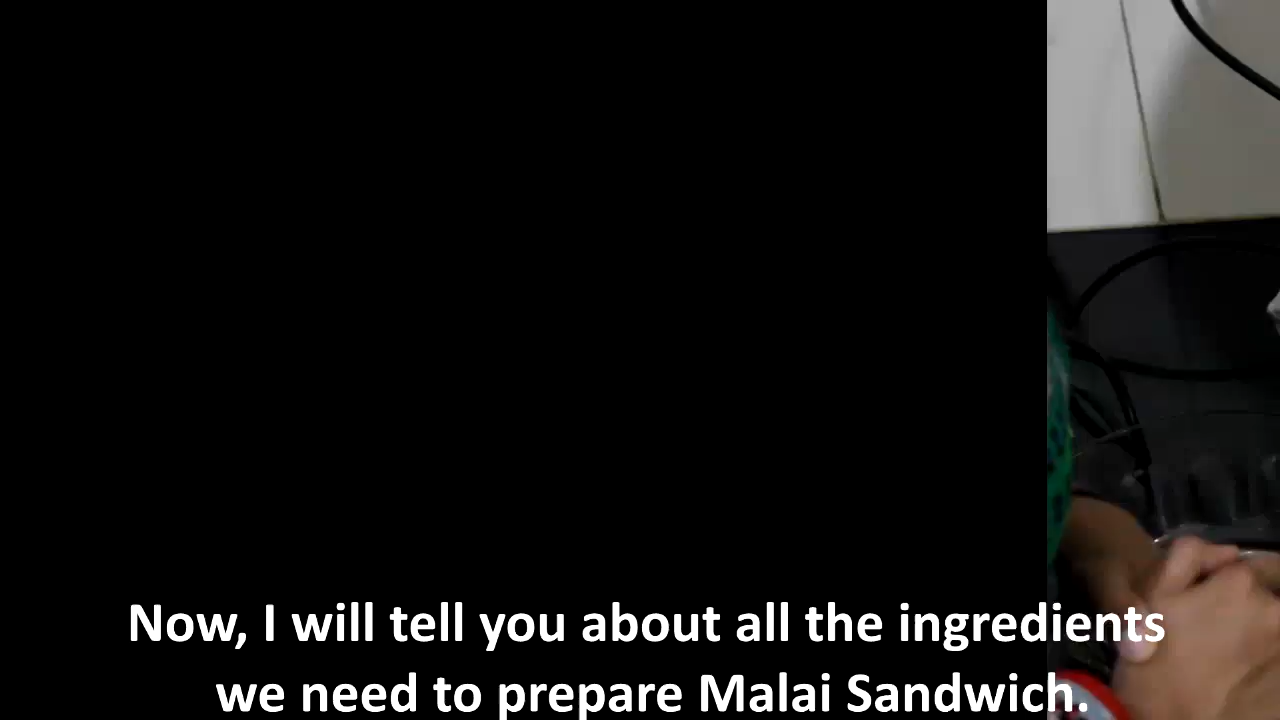 Now, I will tell you about all the ingredients
we need to prepare Malai Sandwich.